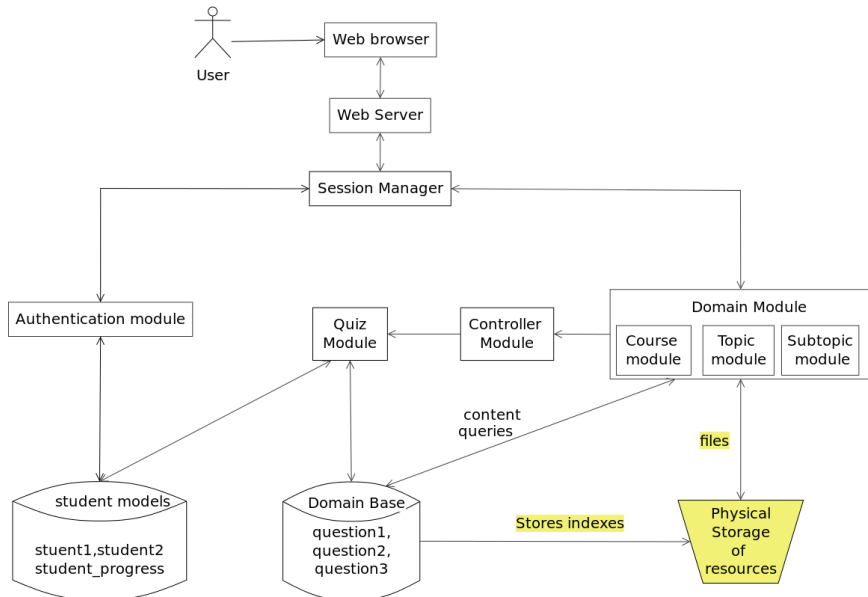 Web browser
User
Web Server
Session Manager
Domain Module
Authentication module
Quiz
Module
Controller
Module
Course
module
Topic
module
Subtopic
module
content
queries
files
student models
stuent1,student2
student_progress
Domain Base
question1,
question2,
question3
Stores indexes
Physical
Storage
of
resources